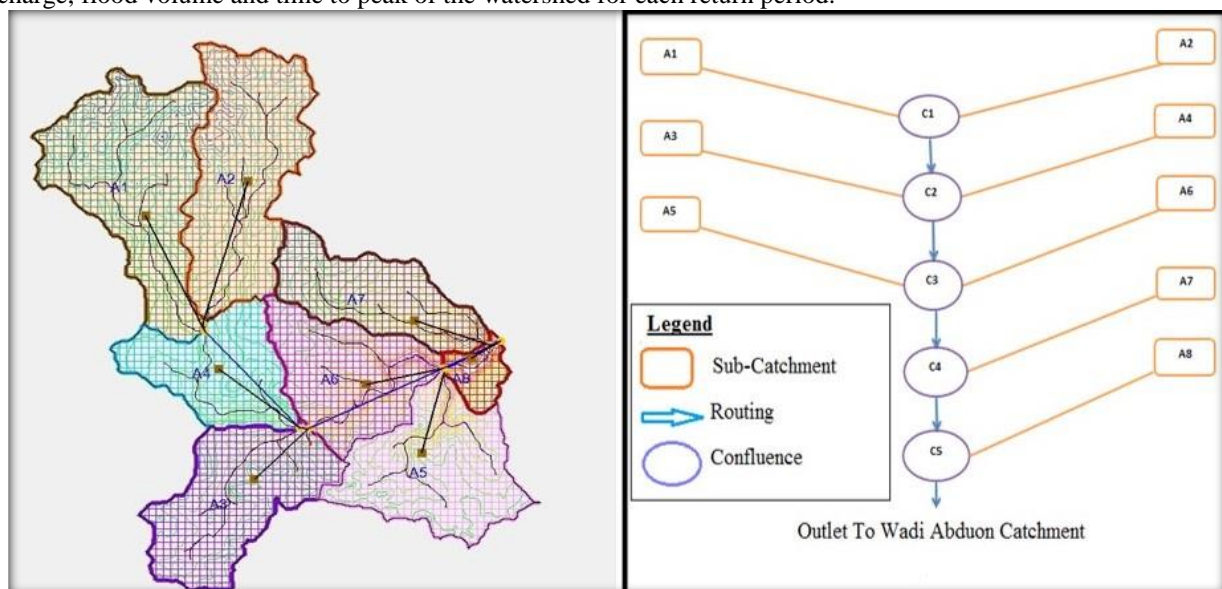 charge, flood volume and time to peak of the watershed for each return period.
A1
A2
A7
A4
A6
A8
A5
A3
A1
A2
C1
A3
A4
C2
A5
A6
C3
A7
C4
A8
C5
Legend
Sub-Catchment
Routing
Confluence
Outlet To Wadi Abduon Catchment